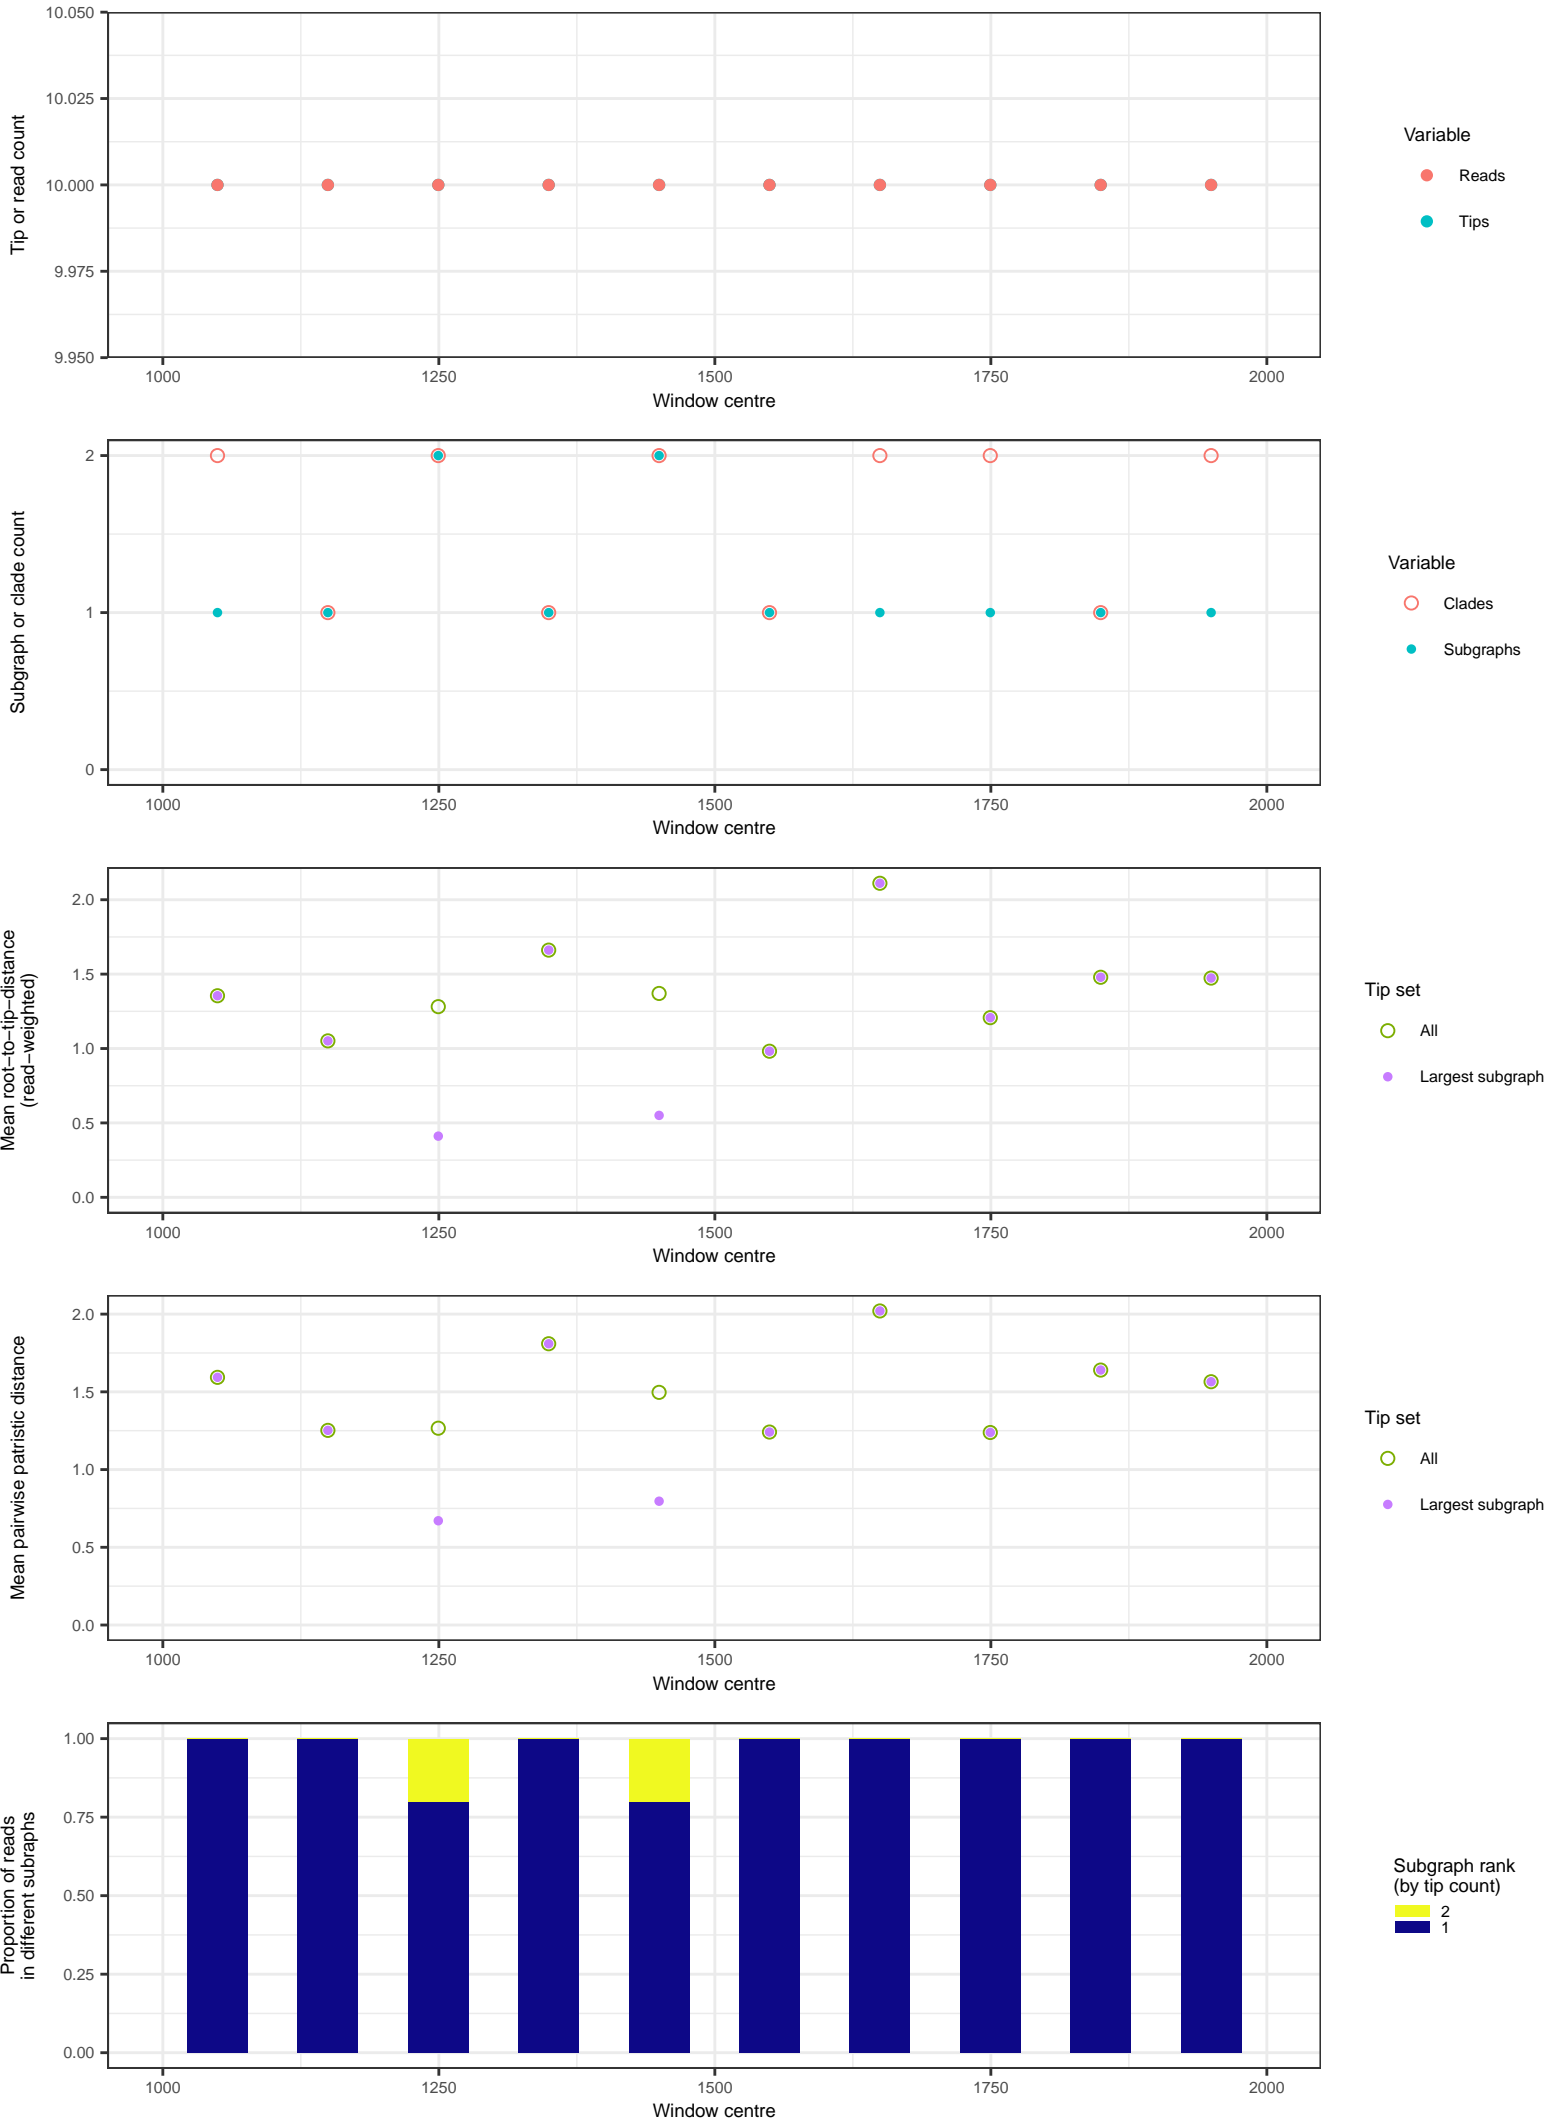 10.050
10.025
10.000
9.975
9.950
Tip or read count
1000 1250 1500 1750 2000
Window centre
Variable
Reads
Tips
2
1
0
Subgraph or clade count
1000 1250 1500 1750 2000
Window centre
Variable
Clades
Subgraphs
2.0
1.5
1.0
0.5
0.0
Mean root−to−tip−distance
(read−weighted)
1000 1250 1500 1750 2000
Window centre
Tip set
All
Largest subgraph
2.0
1.5
1.0
0.5
0.0
Mean pairwise patristic distance
1000 1250 1500 1750 2000
Window centre
Tip set
All
Largest subgraph
1.00
0.75
0.50
0.25
0.00
Proportion of reads
in different subraphs
1000 1250 1500 1750 2000
Window centre
Subgraph rank
(by tip count)
2
1